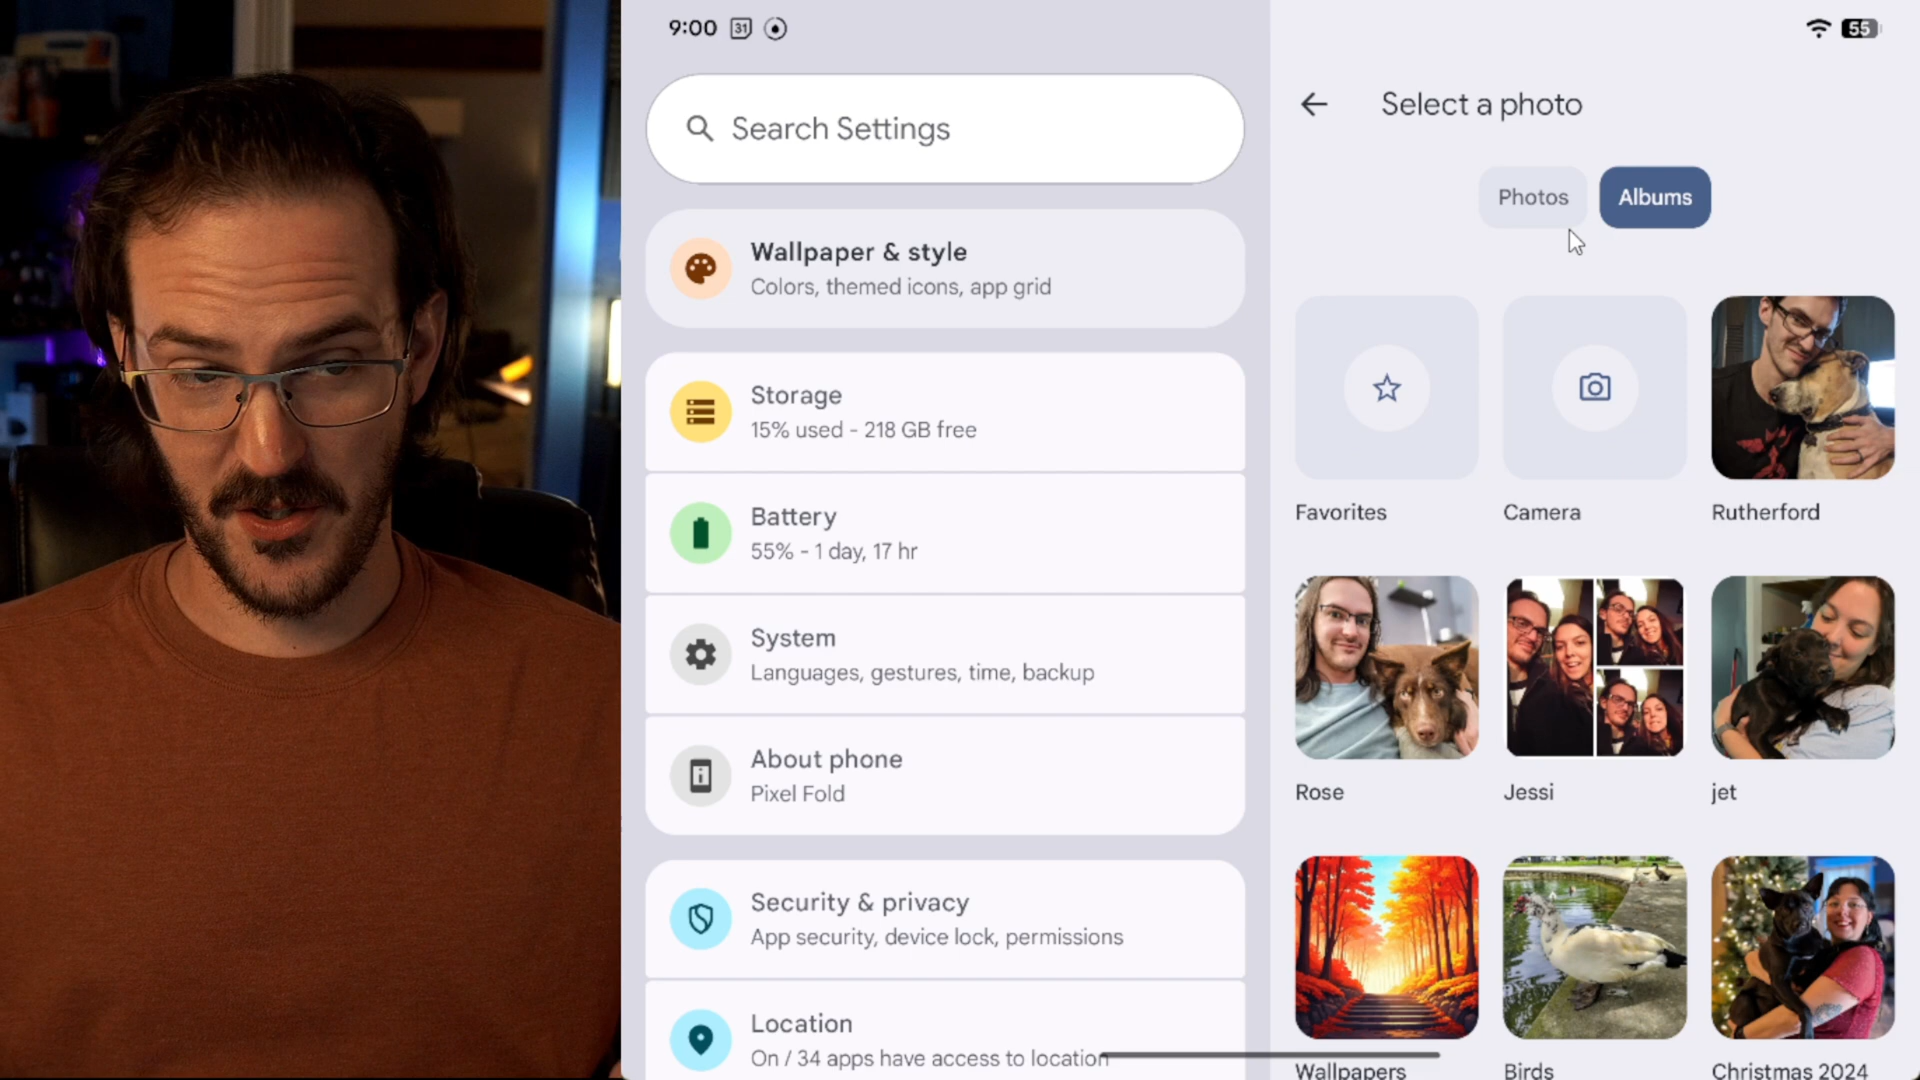 9:00 31
55
Search Settings
Wallpaper & style
Colors, themed icons, app grid
Storage
15% used - 218 GB free
Battery
55% - 1 day, 17 hr
System
Languages, gestures, time, backup
About phone
Pixel Fold
Security & privacy
App security, device lock, permissions
Location
On / 34 apps have access to location
Select a photo
Photos Albums
Favorites Camera Rutherford
Rose Jessi jet
Wallpapers Birds Christmas 2024